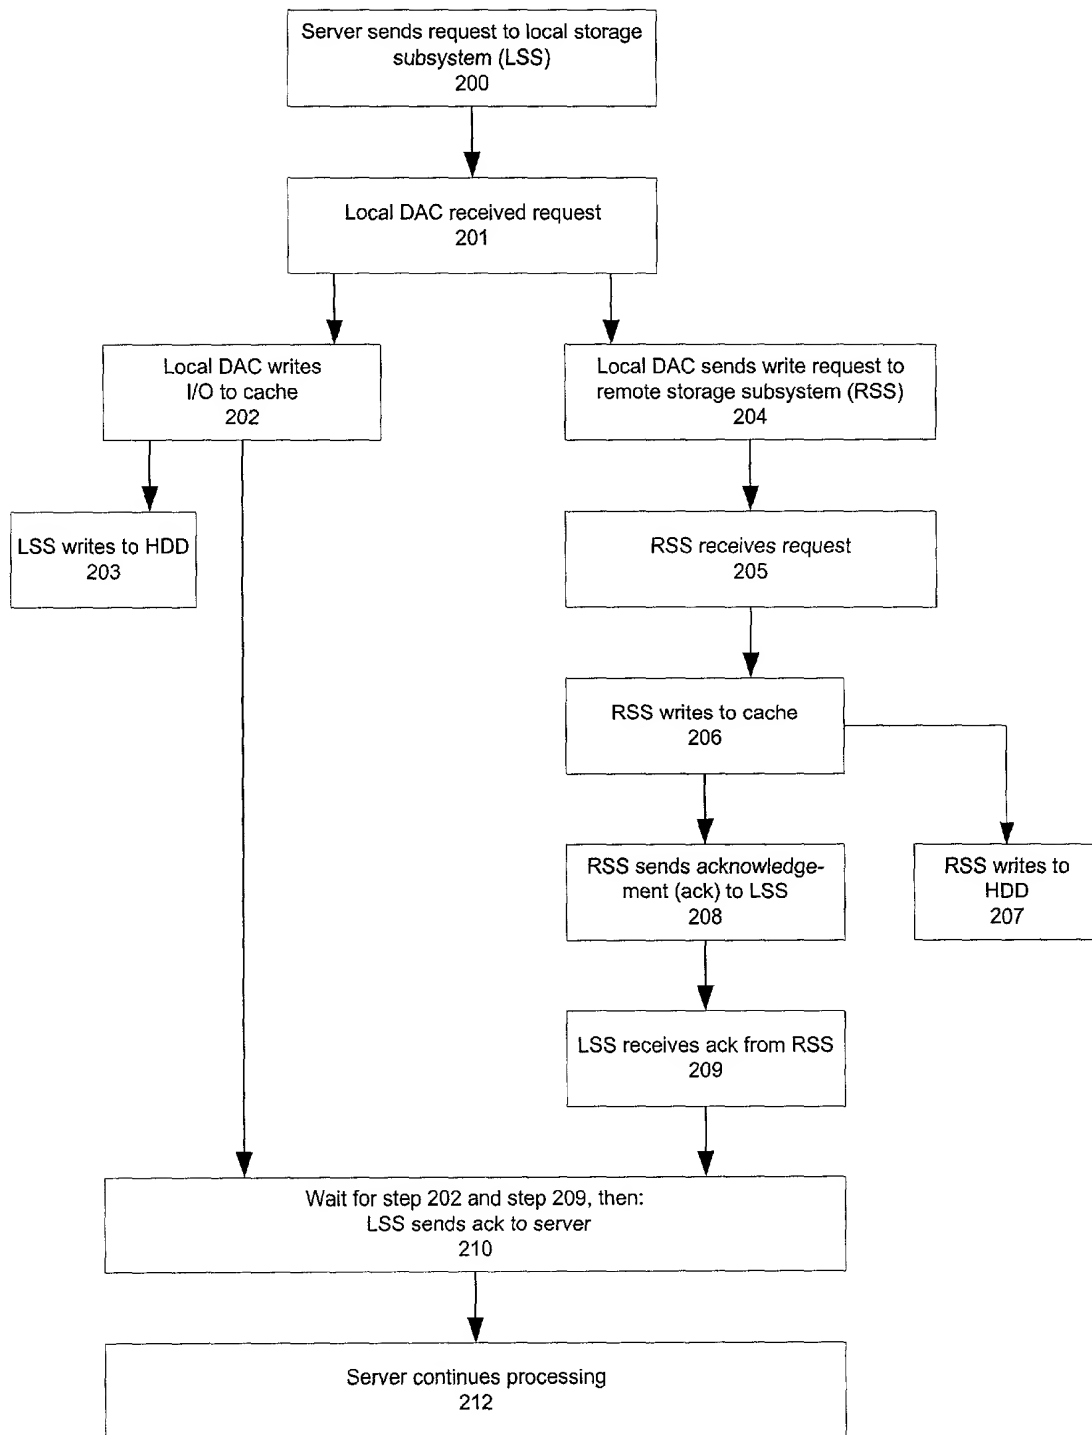 Server sends request to local storage
subsystem (LSS)
200
Local DAC received request
201
Local DAC writes
I/O to cache
202
Local DAC sends write request to
remote storage subsystem (RSS)
204
LSS writes to HDD
203
RSS receives request
205
RSS writes to cache
206
RSS sends acknowledge-
ment (ack) to LSS
208
RSS writes to
HDD
207
LSS receives ack from RSS
209
Wait for step 202 and step 209, then:
LSS sends ack to server
210
Server continues processing
212